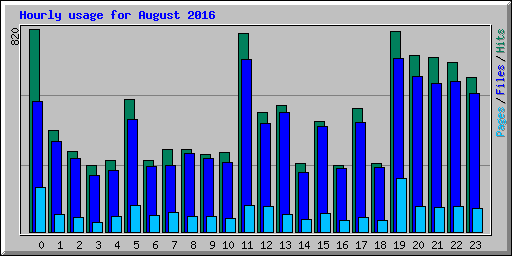 Hourly usage for August 2016
820
Pages / Files / Hits
0 1 2 3 4 5 6 7 8 9 10 11 12 13 14 15 16 17 18 19 20 21 22 23